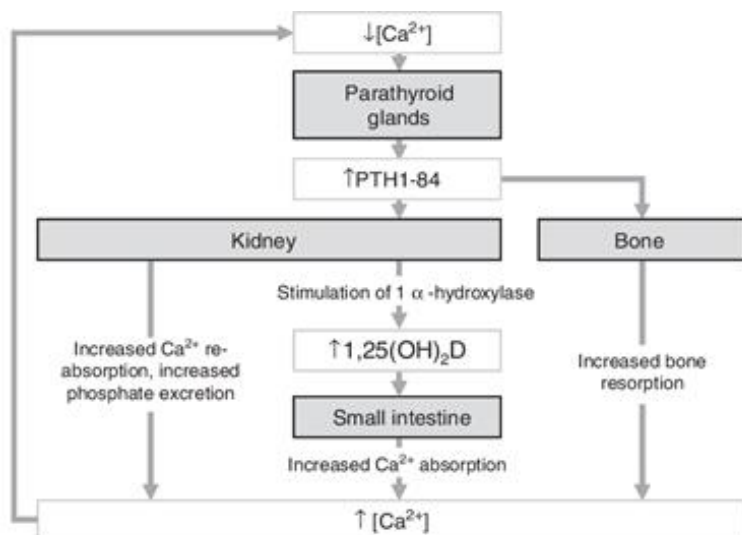 ↓[Ca²⁺]
Parathyroid
glands
↑PTH1-84
Kidney
Bone
Stimulation of 1 α -hydroxylase
Increased Ca²⁺ re-
absorption, increased
phosphate excretion
↑1,25(OH)₂D
Increased bone
resorption
Small intestine
Increased Ca²⁺ absorption
↑ [Ca²⁺]